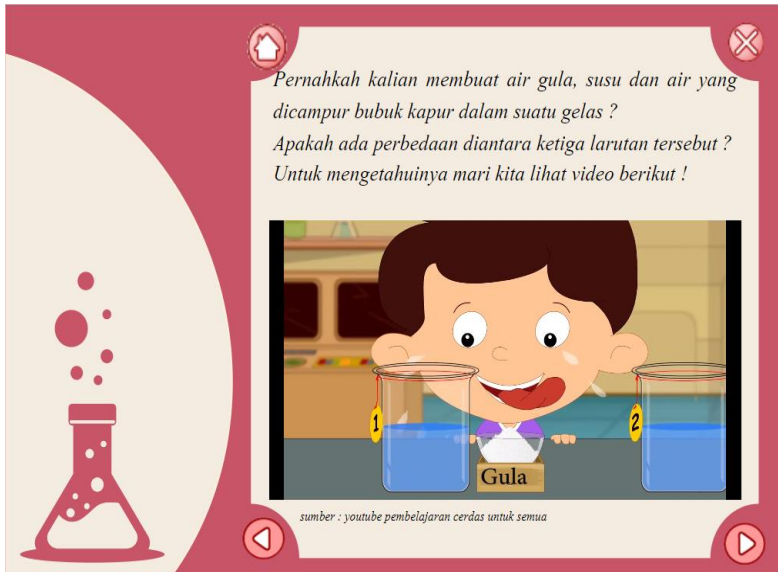 Pernahkah kalian membuat air gula, susu dan air yang
dicampur bubuk kapur dalam suatu gelas ?
Apakah ada perbedaan diantara ketiga larutan tersebut ?
Untuk mengetahuinya mari kita lihat video berikut !
1
2
Gula
sumber : youtube pembelajaran cerdas untuk semua